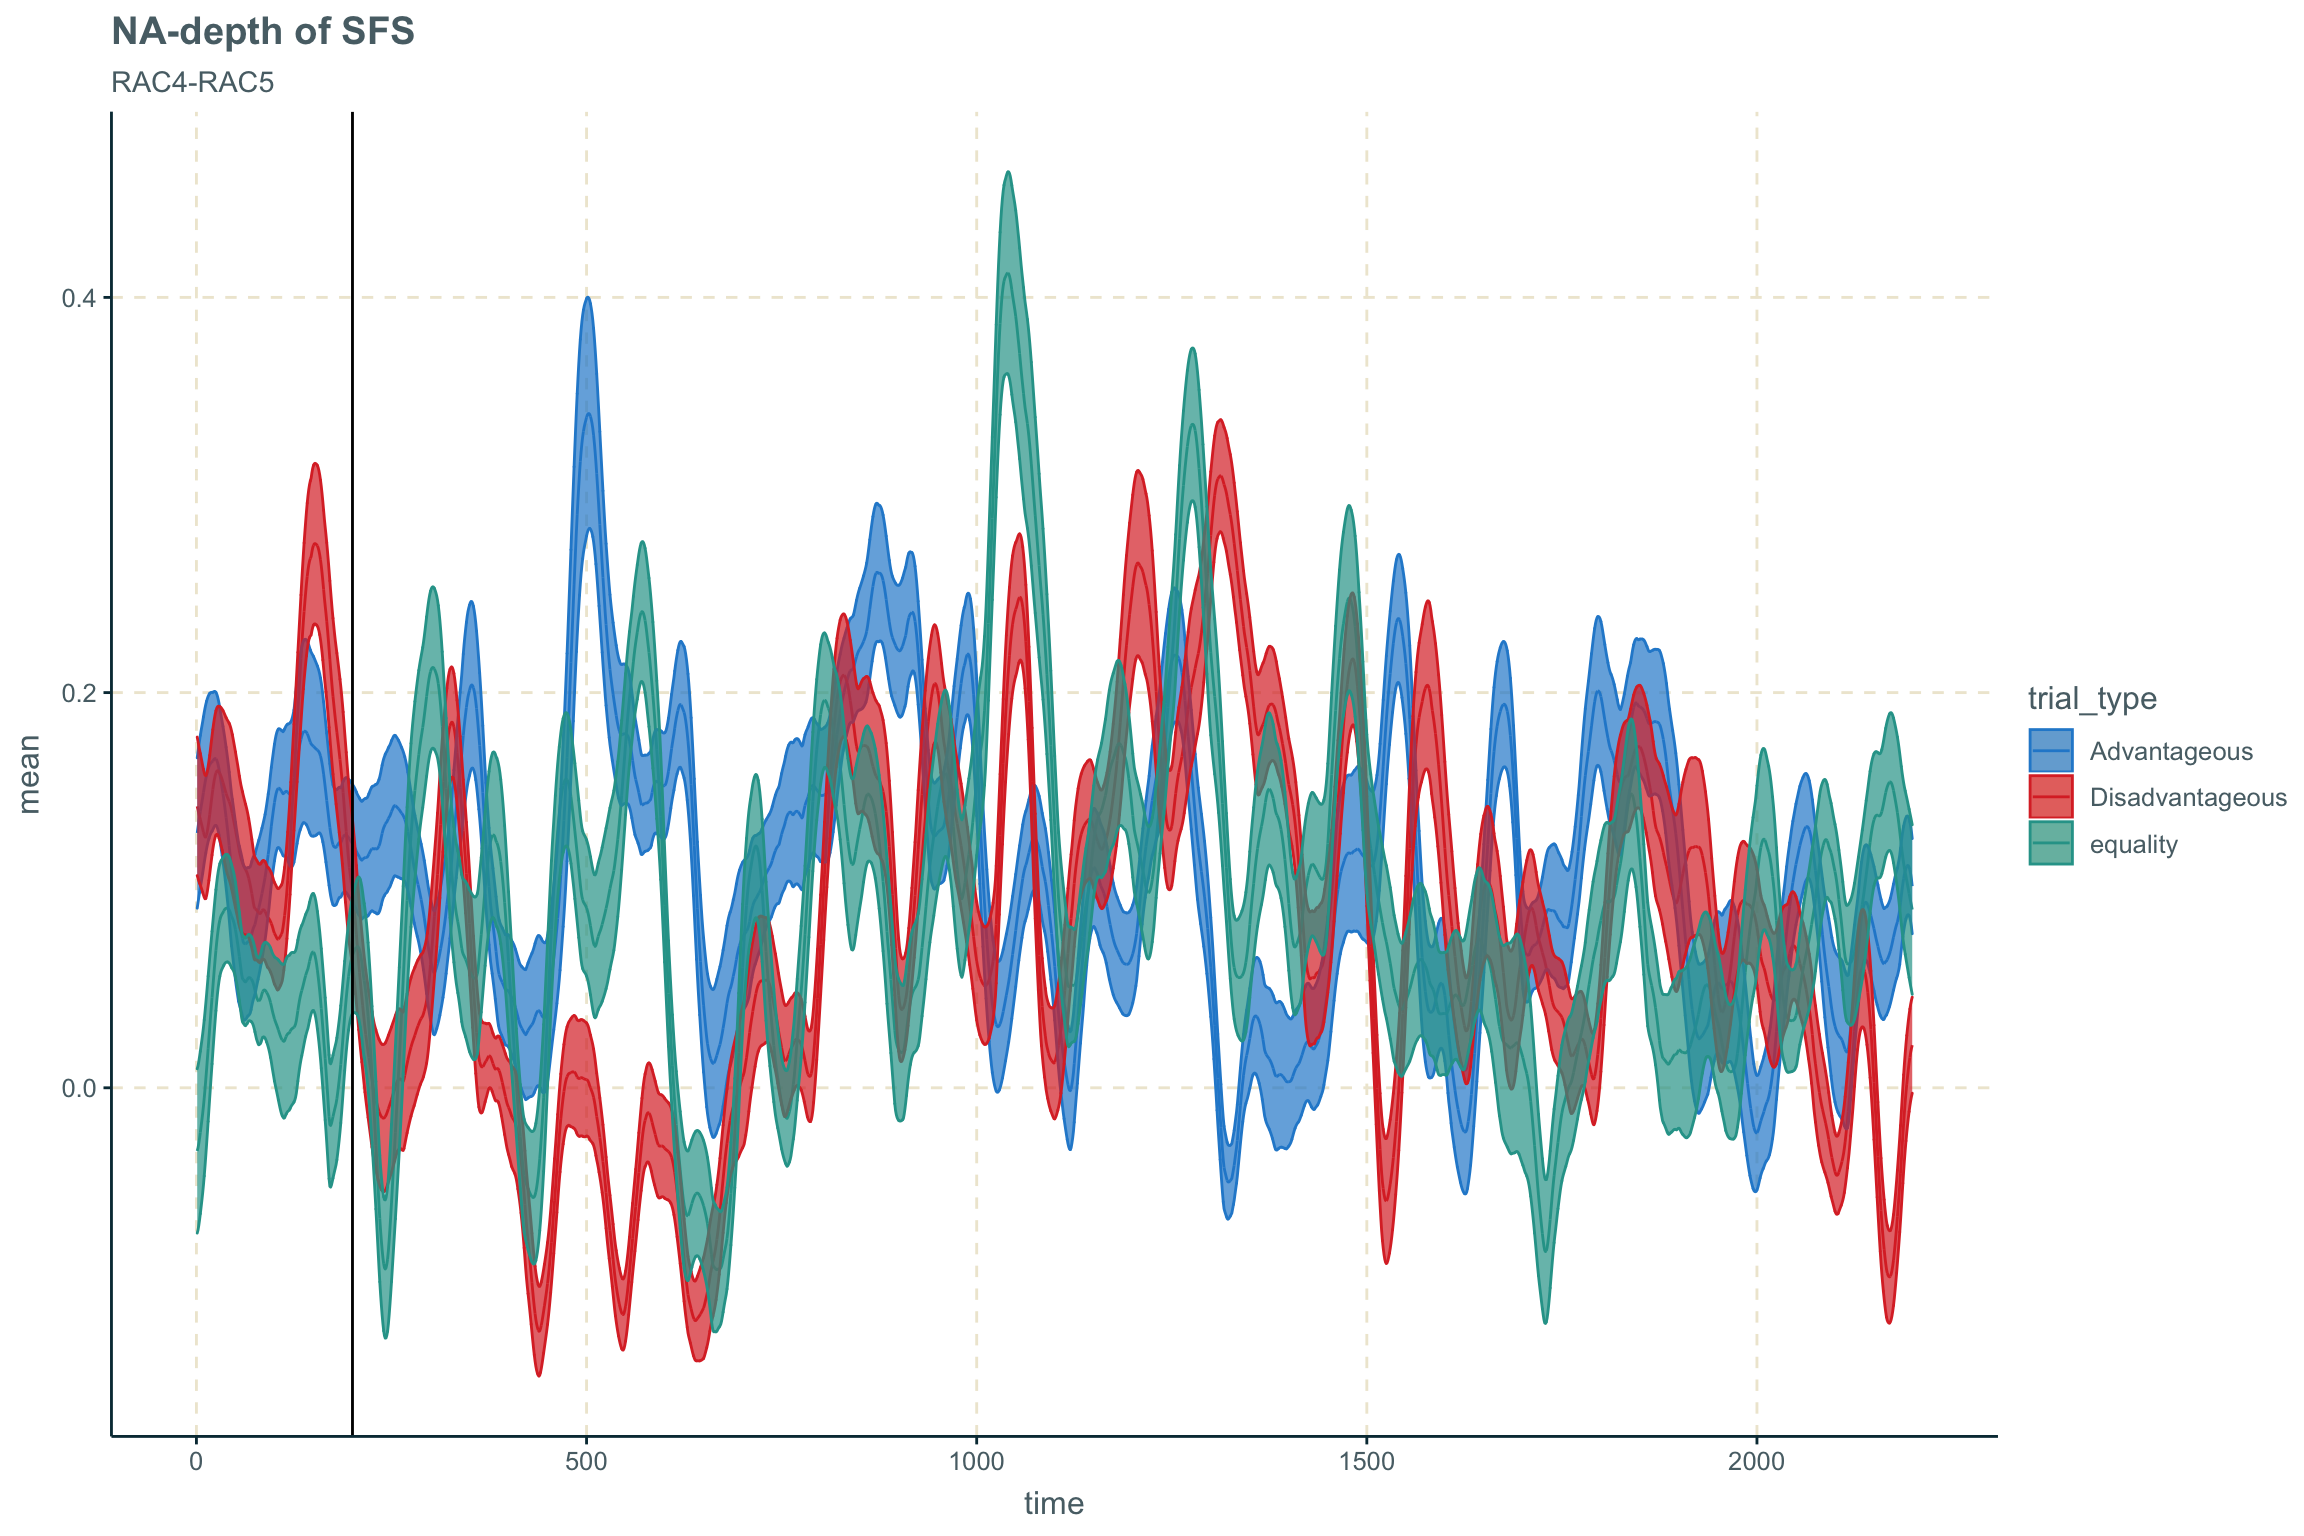 NA-depth of SFS
RAC4-RAC5
0.4
0.2
0.0
mean
0
500
1000
1500
2000
time
trial_type
Advantageous
Disadvantageous
equality